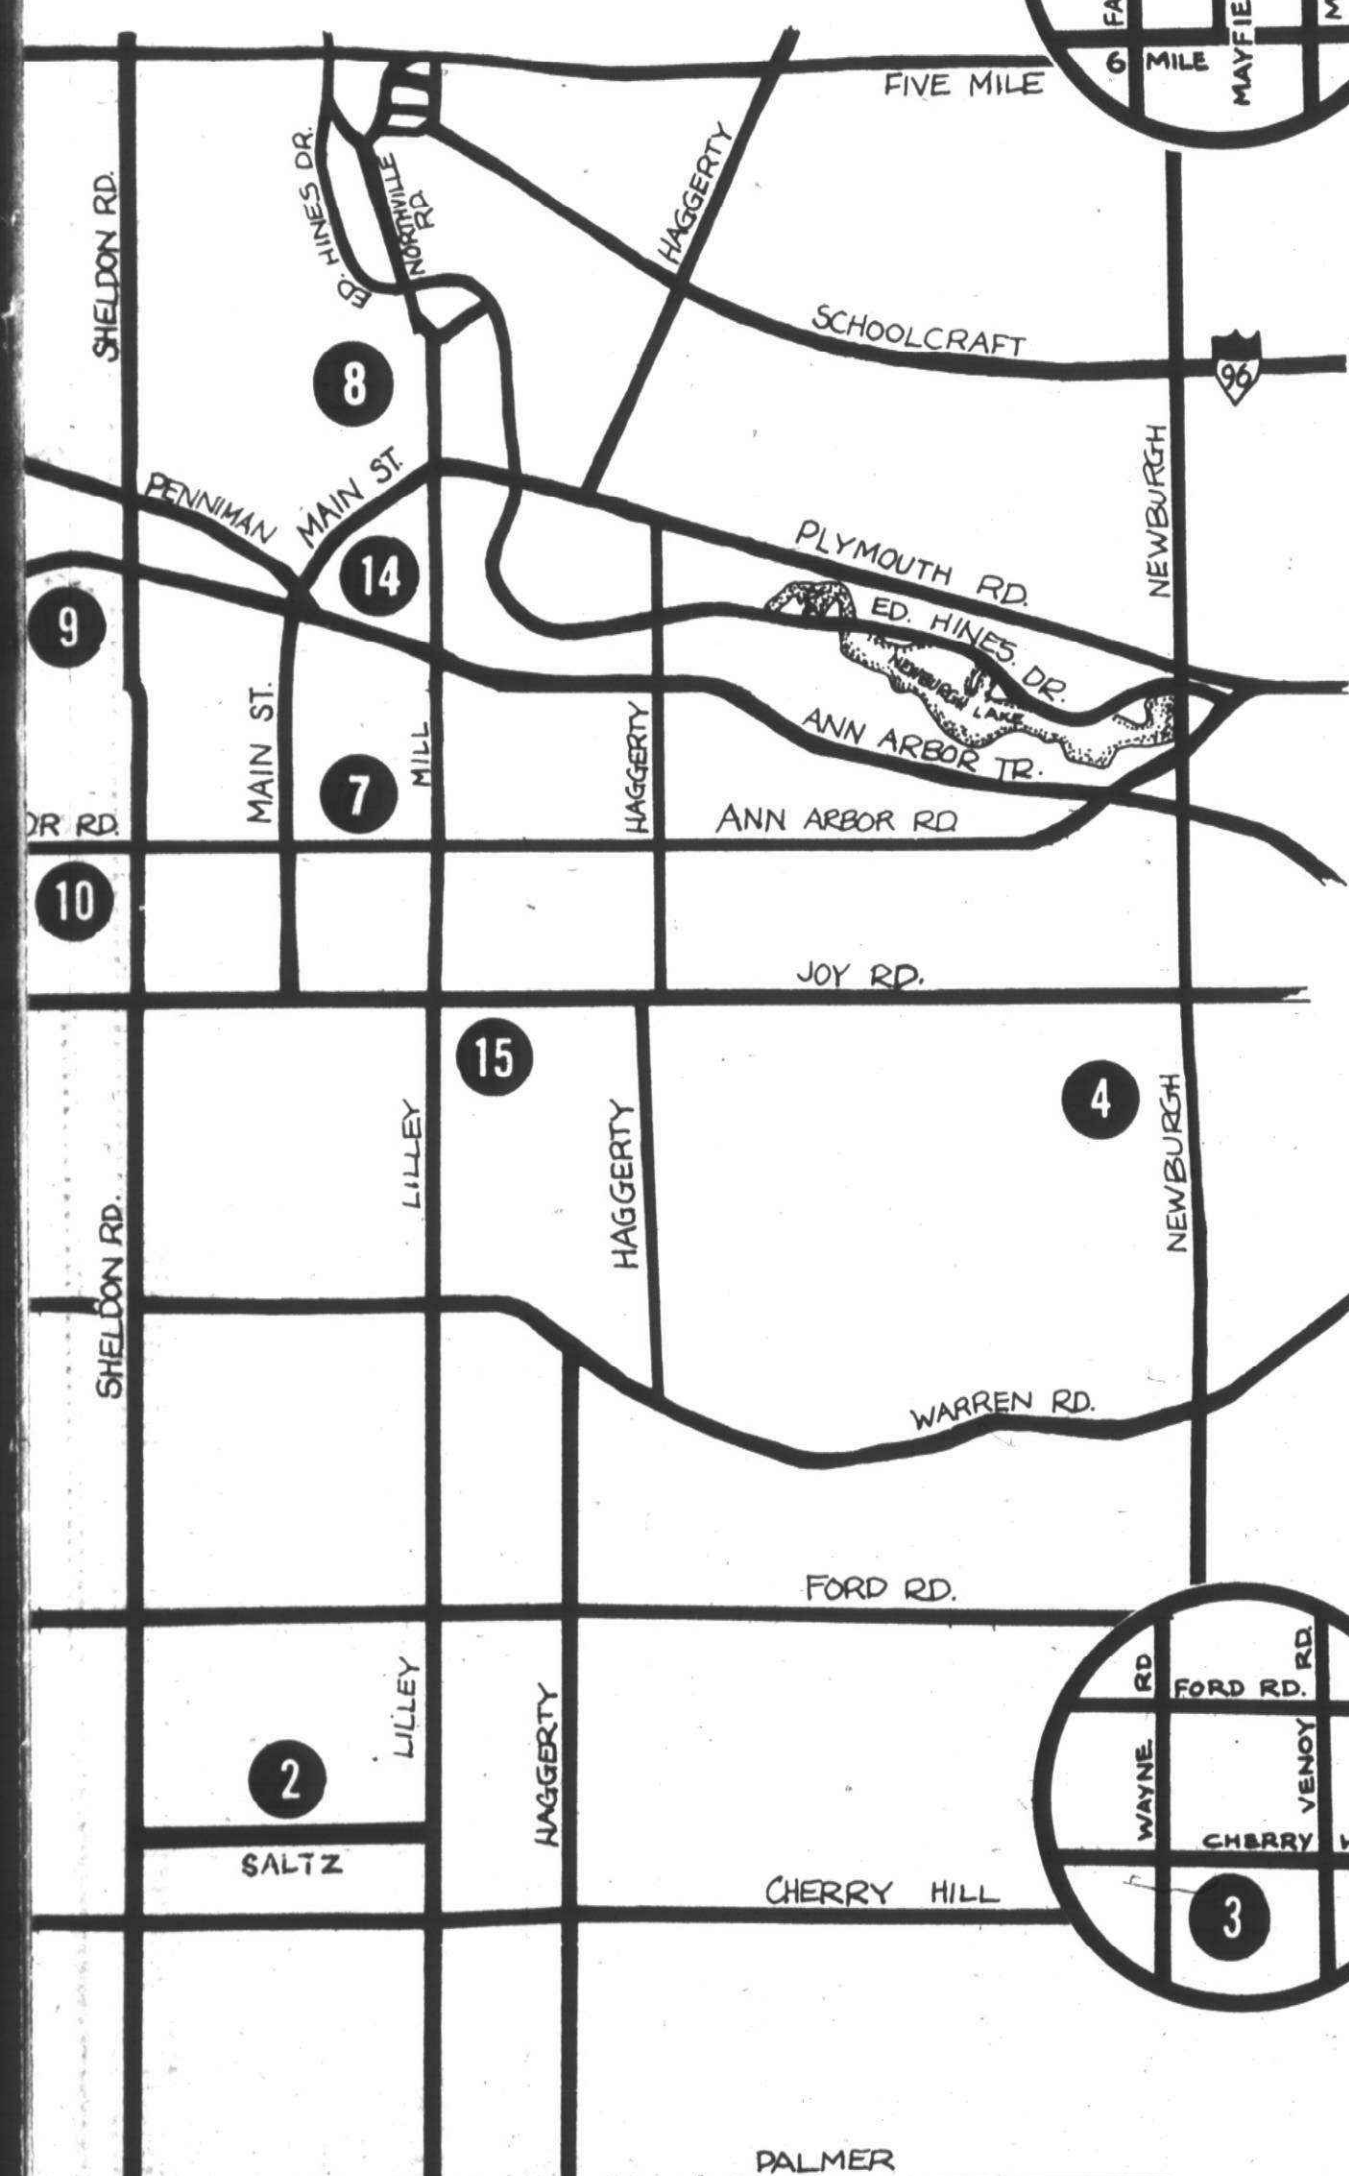 FA
MAYFIE
M
6 MILE
FIVE MILE
SHELDON RD.
ED. HINES DR.
NORTHVILLE RD.
HAGGERTY
SCHOOLCRAFT
96
8
NEWBURGH
PENNIMAN
MAIN ST.
14
PLYMOUTH RD.
9
ED. HINES. DR.
NEWBURGH LAKE
MAIN ST.
7
MILL
HAGGERTY
ANN ARBOR TR.
OR RD.
ANN ARBOR RD
10
JOY RD.
15
4
LILLEY
HAGGERTY
NEWBURGH
SHELDON RD.
WARREN RD.
FORD RD.
LILLEY
HAGGERTY
2
SALTZ
WAYNE RD
FORD RD.
VENOY RD.
CHERRY
3
CHERRY HILL
PALMER